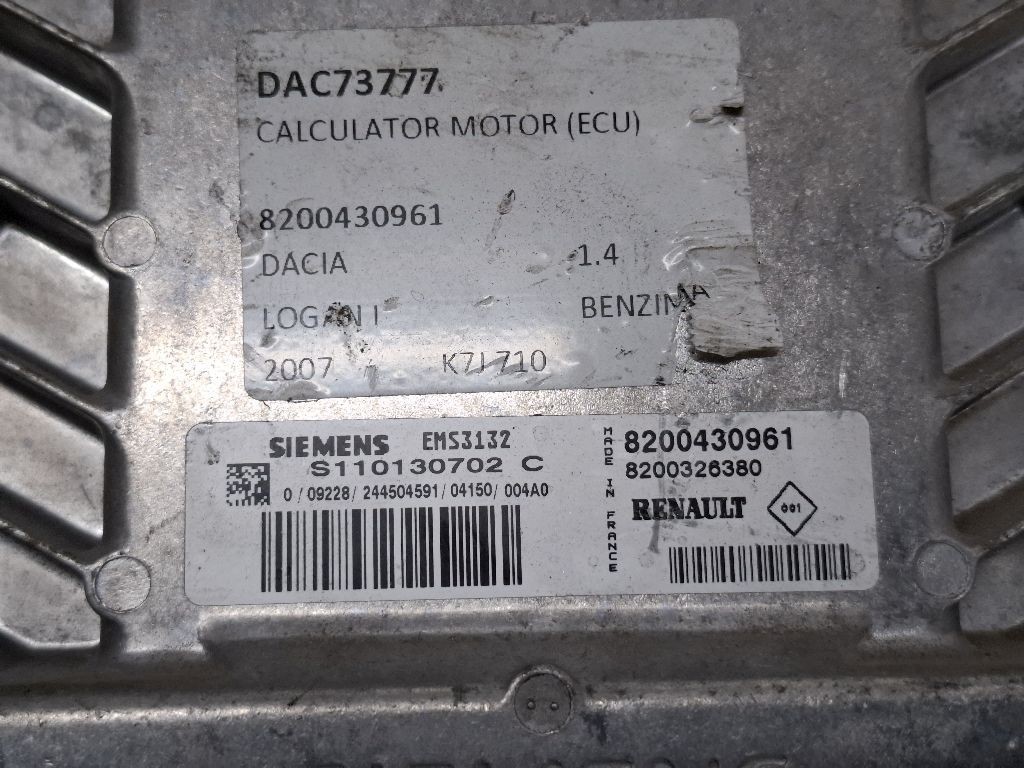 DAC73777
CALCULATOR MOTOR (ECU)
8200430961
DACIA 1.4
LOGAN I BENZINA
2007 K7J 710
SIEMENS EMS3132
S110130702 C
0 / 09228 / 244504591 / 04150 / 004A0
MADE IN FRANCE
8200430961
8200326380
RENAULT 001